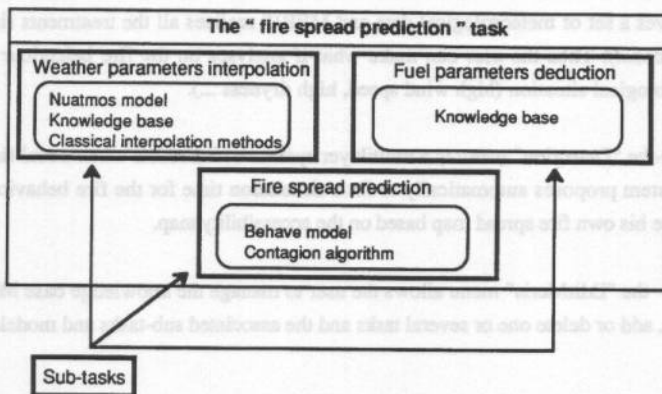 The " fire spread prediction " task
Weather parameters interpolation
Nuatmos model
Knowledge base
Classical interpolation methods
Fuel parameters deduction
Knowledge base
Fire spread prediction
Behave model
Contagion algorithm
Sub-tasks